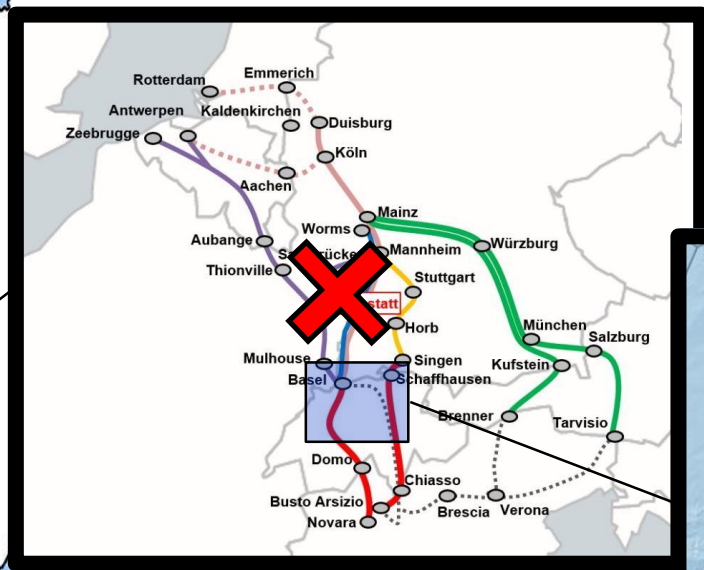 Emmerich
Rotterdam
Antwerpen
Kaldenkirchen
Duisburg
Zeebrugge
Köln
Aachen
Mainz
Worms
Aubange
Mannheim
Würzburg
Thionville
Stuttgart
statt
Horb
München
Salzburg
Mulhouse
Singen
Kufstein
Basel
Schaffhausen
Brenner
Tarvisio
Domo
Chiasso
Busto Arsizio
Brescia
Verona
Novara